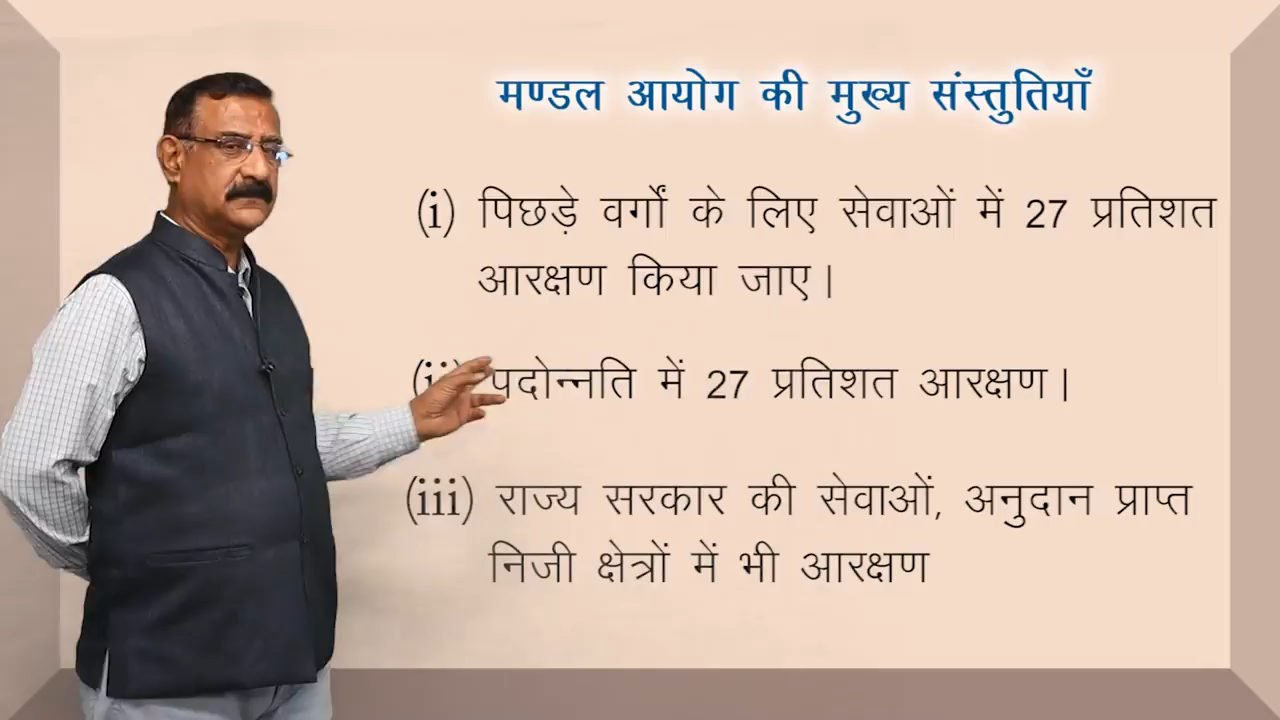 मण्डल आयोग की मुख्य संस्तुतियाँ
(i) पिछड़े वर्गों के लिए सेवाओं में 27 प्रतिशत
आरक्षण किया जाए।
(ii) पदोन्नति में 27 प्रतिशत आरक्षण।
(iii) राज्य सरकार की सेवाओं, अनुदान प्राप्त
निजी क्षेत्रों में भी आरक्षण